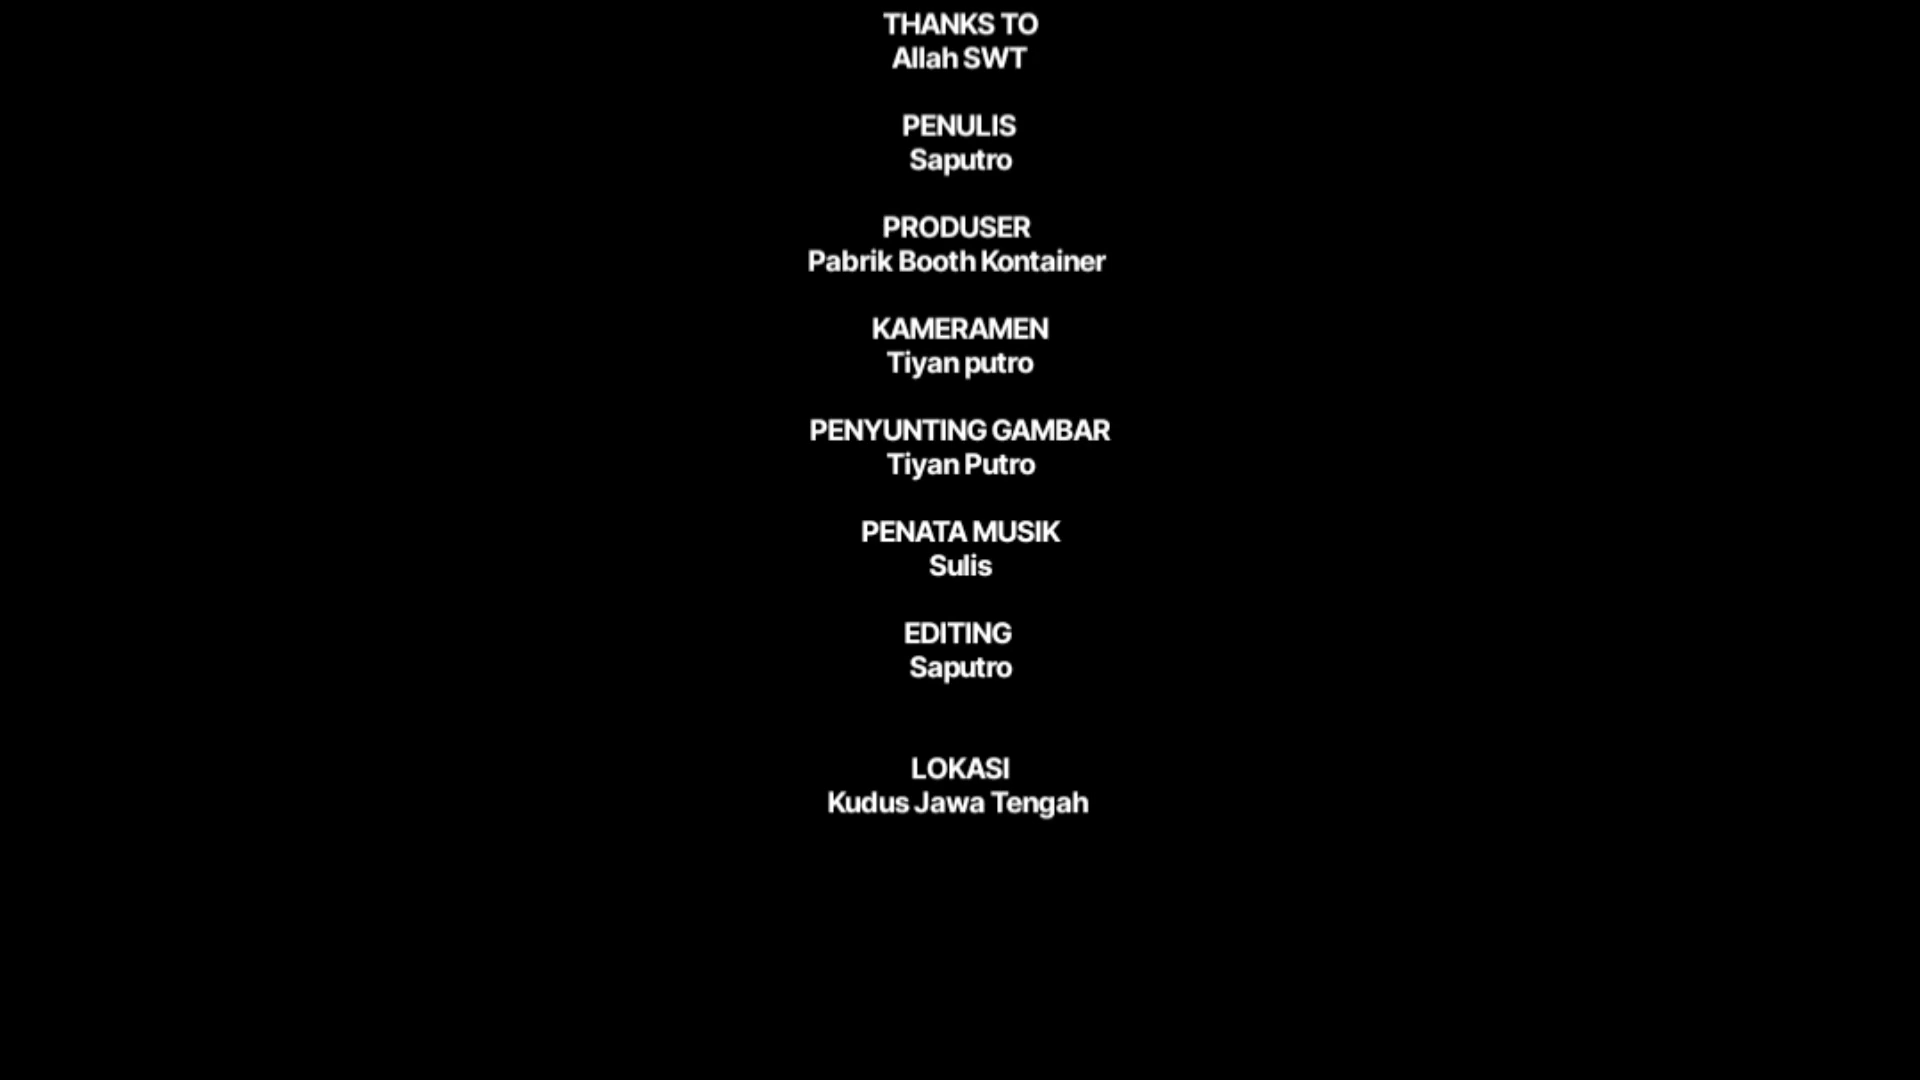 THANKS TO
Allah SWT
PENULIS
Saputro
PRODUSER
Pabrik Booth Kontainer
KAMERAMEN
Tiyan putro
PENYUNTING GAMBAR
Tiyan Putro
PENATA MUSIK
Sulis
EDITING
Saputro
LOKASI
Kudus Jawa Tengah